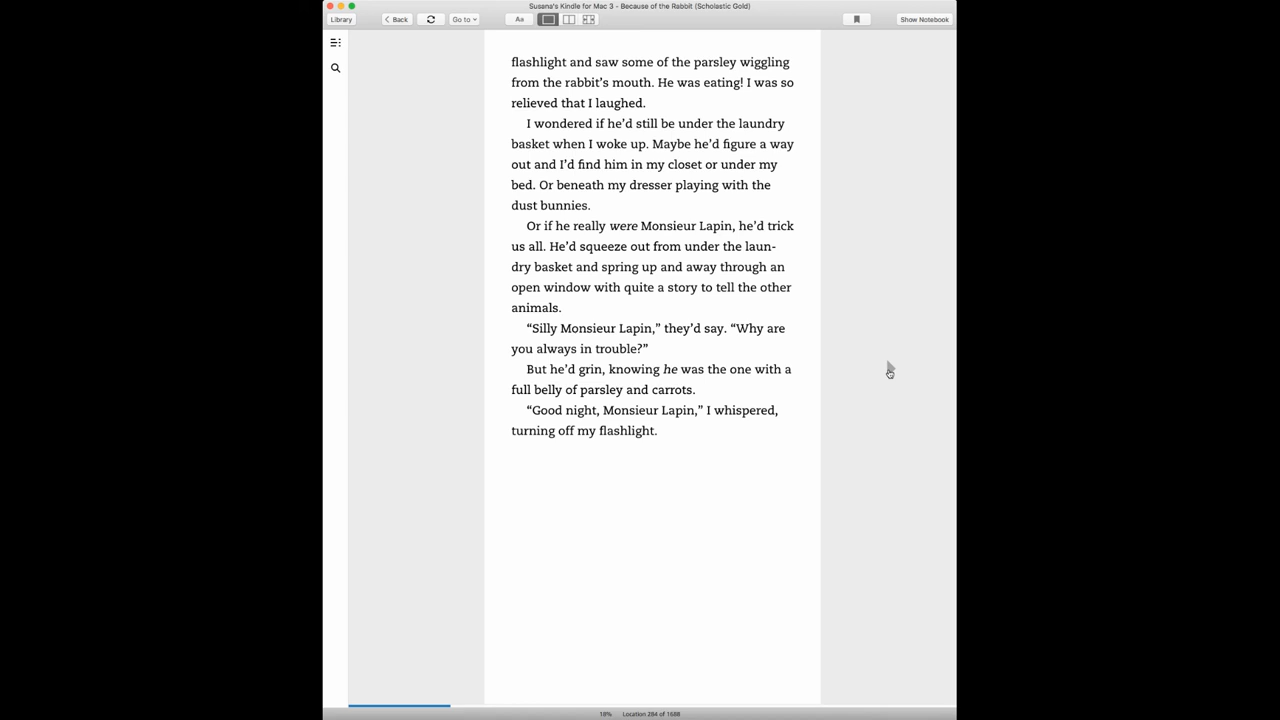 Susana's Kindle for Mac 3 - Because of the Rabbit (Scholastic Gold)
Library
Back
Go to
Aa
Show Notebook
flashlight and saw some of the parsley wiggling
from the rabbit’s mouth. He was eating! I was so
relieved that I laughed.
I wondered if he’d still be under the laundry
basket when I woke up. Maybe he’d figure a way
out and I’d find him in my closet or under my
bed. Or beneath my dresser playing with the
dust bunnies.
Or if he really were Monsieur Lapin, he’d trick
us all. He’d squeeze out from under the laun-
dry basket and spring up and away through an
open window with quite a story to tell the other
animals.
“Silly Monsieur Lapin,” they’d say. “Why are
you always in trouble?”
But he’d grin, knowing he was the one with a
full belly of parsley and carrots.
“Good night, Monsieur Lapin,” I whispered,
turning off my flashlight.
18% Location 284 of 1688